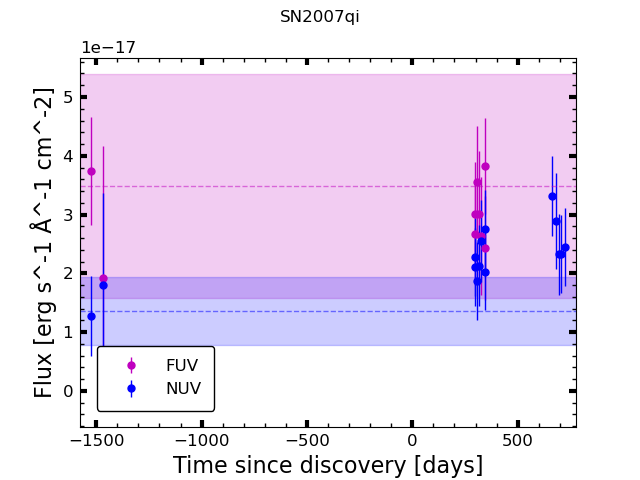 SN2007qi
1e−17
Flux [erg s^-1 Å^-1 cm^-2]
5
4
3
2
1
0
FUV
NUV
−1500
−1000
−500
0
500
Time since discovery [days]